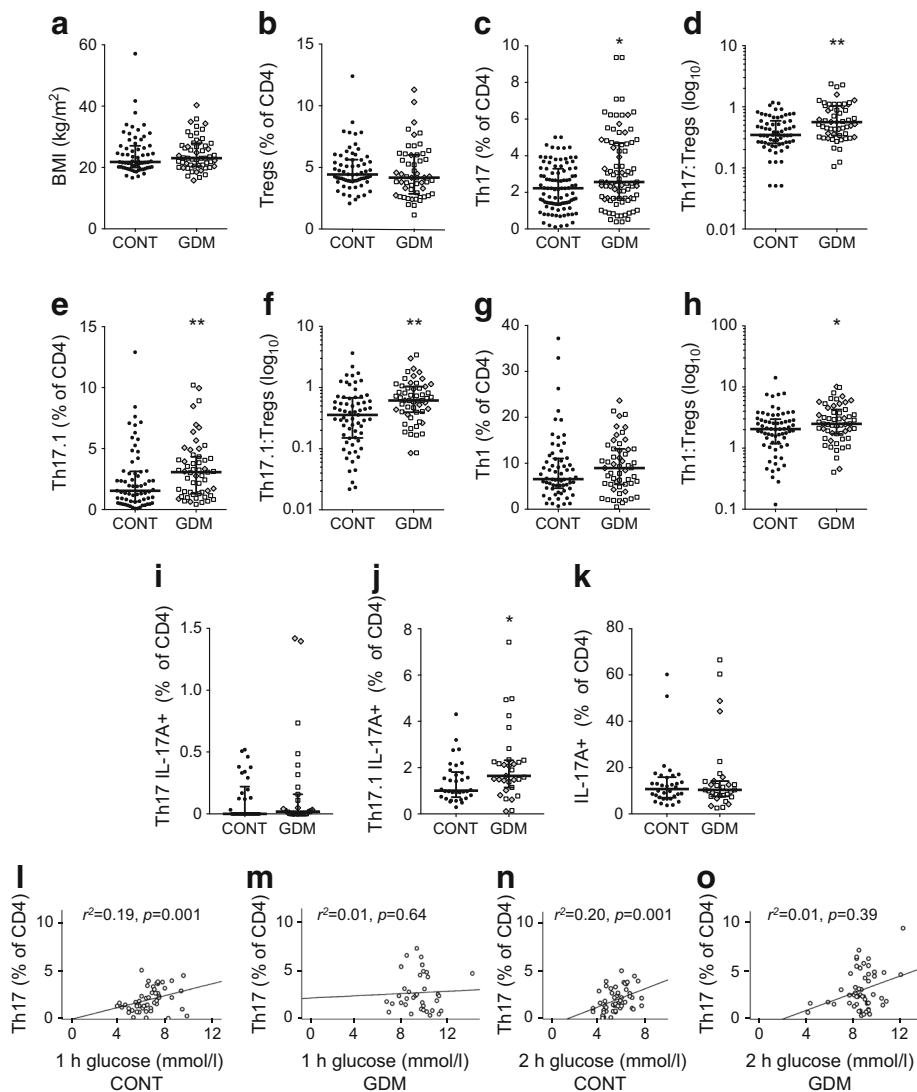 a
BMI (kg/m²)
60
40
20
0
CONT GDM
b
Tregs (% of CD4)
15
10
5
0
CONT GDM
c
Th17 (% of CD4)
10
8
6
4
2
0
*
CONT GDM
d
Th17:Tregs (log₁₀)
10
1
0.1
0.01
**
CONT GDM
e
Th17.1 (% of CD4)
15
10
5
0
**
CONT GDM
f
Th17.1:Tregs (log₁₀)
10
1
0.1
0.01
**
CONT GDM
g
Th1 (% of CD4)
40
30
20
10
0
CONT GDM
h
Th1:Tregs (log₁₀)
100
10
1
0.1
*
CONT GDM
i
Th17 IL-17A+ (% of CD4)
1.5
1.0
0.5
0
CONT GDM
j
Th17.1 IL-17A+ (% of CD4)
8
6
4
2
0
*
CONT GDM
k
IL-17A+ (% of CD4)
80
60
40
20
0
CONT GDM
l
Th17 (% of CD4)
r²=0.19, p=0.001
10
5
0
0 4 8 12
1 h glucose (mmol/l)
CONT
m
Th17 (% of CD4)
r²=0.01, p=0.64
10
5
0
0 4 8 12
1 h glucose (mmol/l)
GDM
n
Th17 (% of CD4)
r²=0.20, p=0.001
10
5
0
0 4 8
2 h glucose (mmol/l)
CONT
o
Th17 (% of CD4)
r²=0.01, p=0.39
10
5
0
0 4 8 12
2 h glucose (mmol/l)
GDM